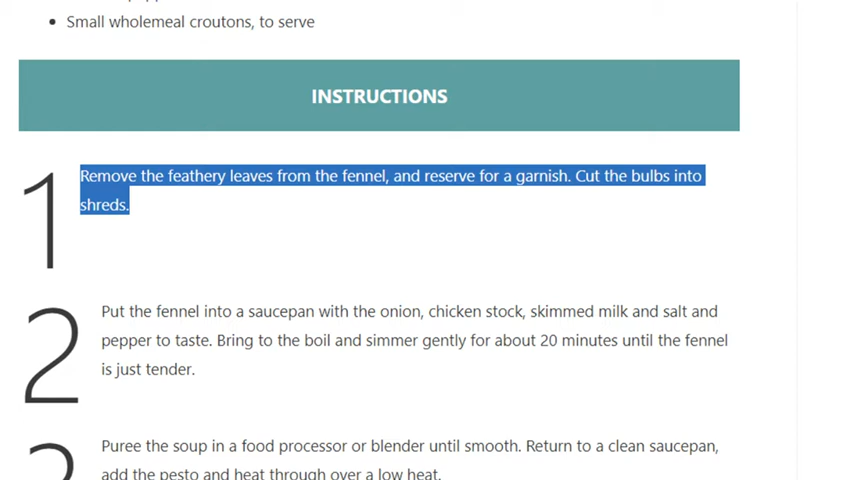 Small wholemeal croutons, to serve
INSTRUCTIONS
1
Remove the feathery leaves from the fennel, and reserve for a garnish. Cut the bulbs into
shreds.
2
Put the fennel into a saucepan with the onion, chicken stock, skimmed milk and salt and
pepper to taste. Bring to the boil and simmer gently for about 20 minutes until the fennel
is just tender.
3
Puree the soup in a food processor or blender until smooth. Return to a clean saucepan,
add the pesto and heat through over a low heat.